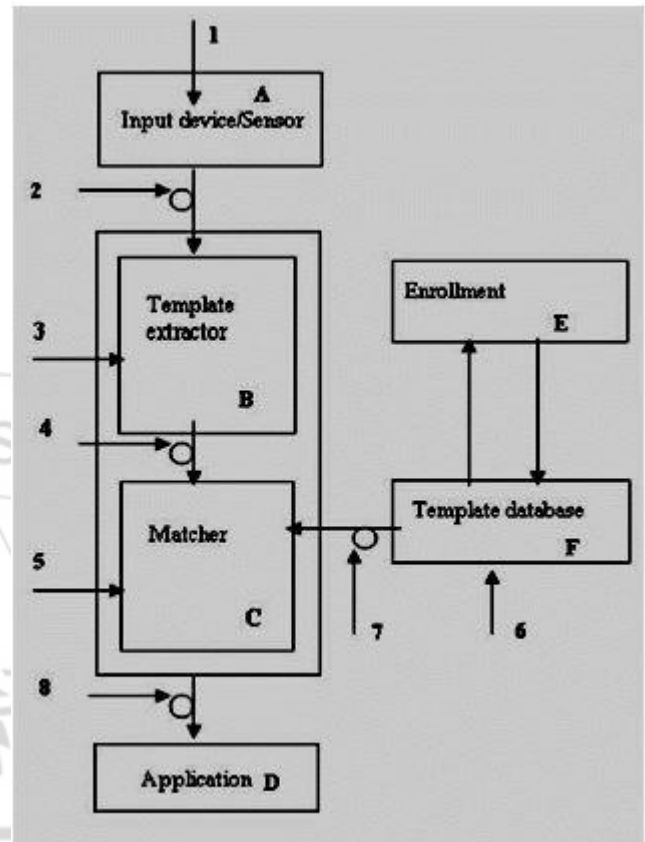 1
A
Input device/Sensor
2
Template
extractor
Enrollment
E
3
B
4
Template database
Matcher
F
5
C
7
6
8
Application D